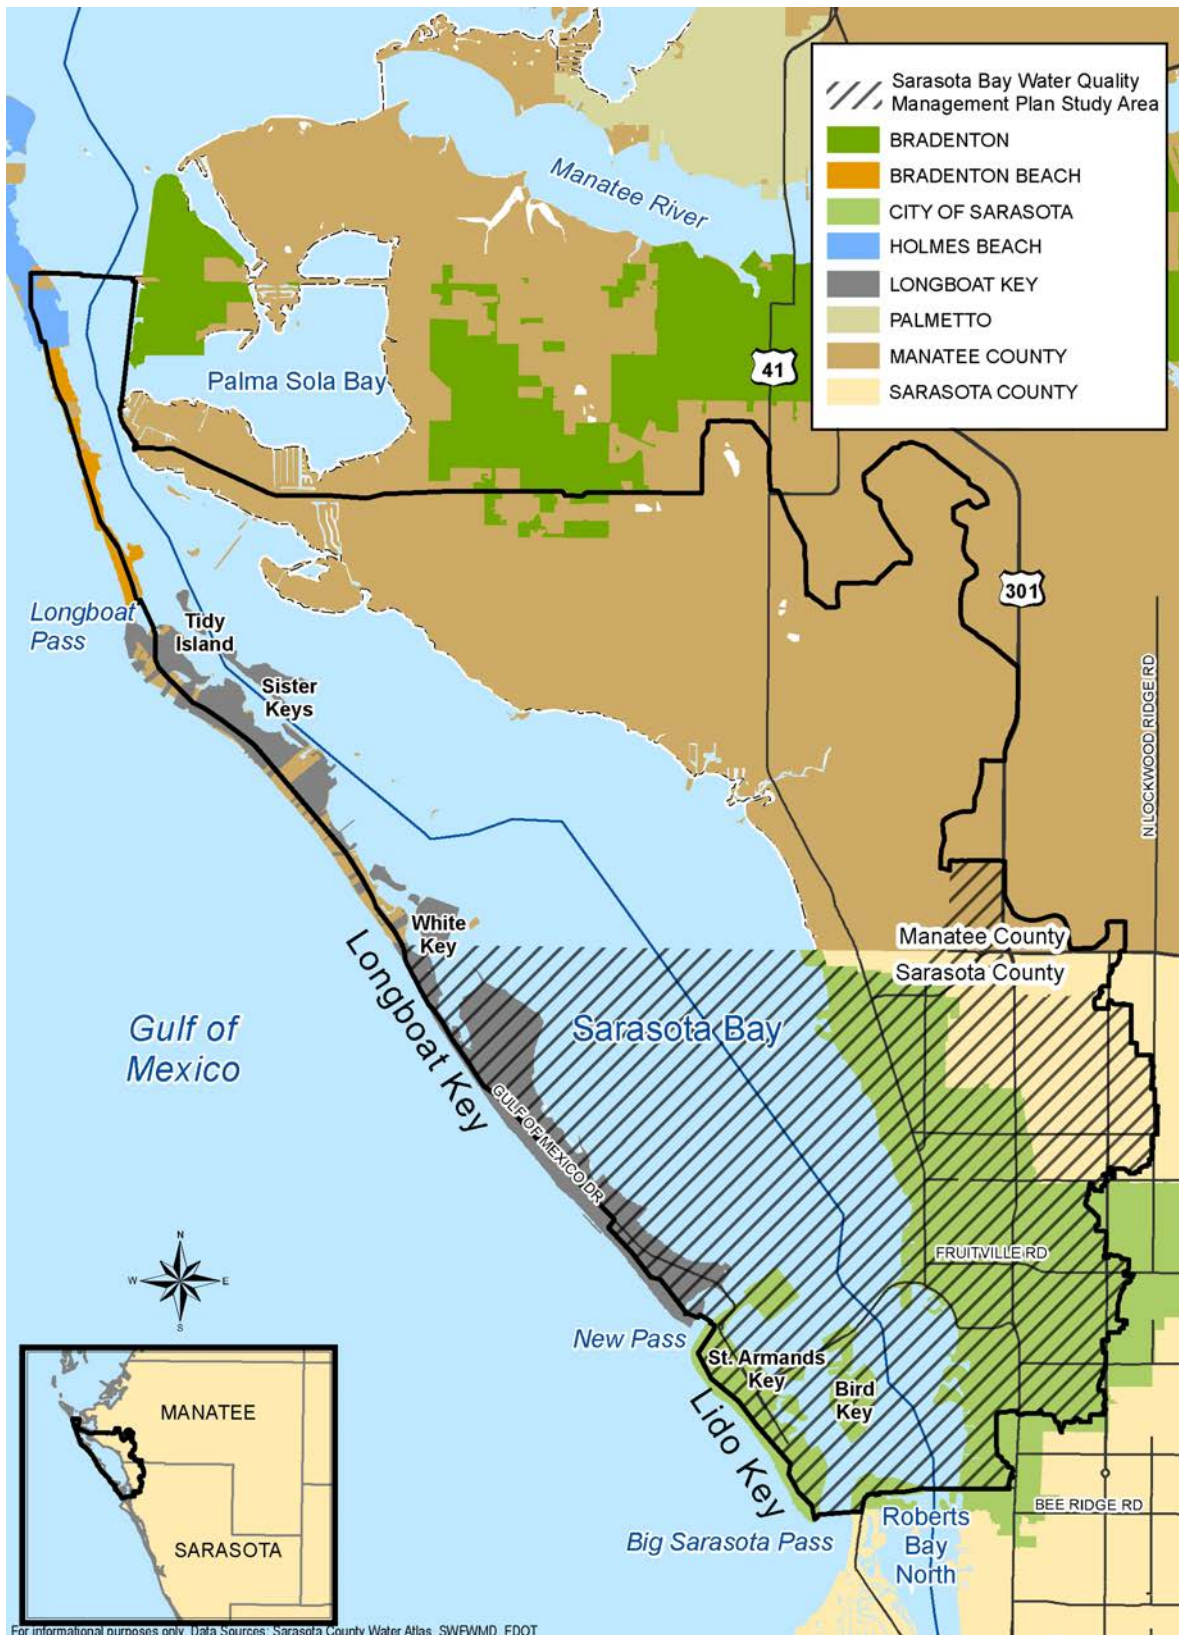 Sarasota Bay Water Quality
Management Plan Study Area
BRADENTON
BRADENTON BEACH
CITY OF SARASOTA
HOLMES BEACH
LONGBOAT KEY
PALMETTO
MANATEE COUNTY
SARASOTA COUNTY
Manatee River
41
Palma Sola Bay
301
Longboat
Pass
Tidy
Island
Sister
Keys
N LOCKWOOD RIDGE RD
White
Key
Manatee County
Sarasota County
Longboat Key
Gulf of
Mexico
Sarasota Bay
GULF OF MEXICO DR
FRUITVILLE RD
N
W
E
S
New Pass
St. Armands
Key
Bird
Key
Lido Key
MANATEE
SARASOTA
BEE RIDGE RD
Roberts
Bay
North
Big Sarasota Pass
For informational purposes only. Data Sources: Sarasota County Water Atlas, SWFWMD, FDOT